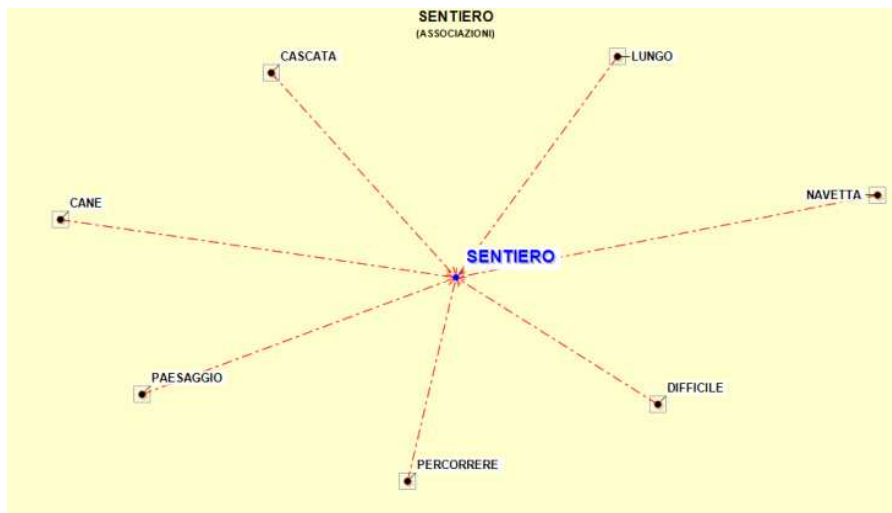 SENTIERO
(ASSOCIAZIONI)
CASCATA
LUNGO
NAVETTA
CANE
SENTIERO
PAESAGGIO
DIFFICILE
PERCORRERE